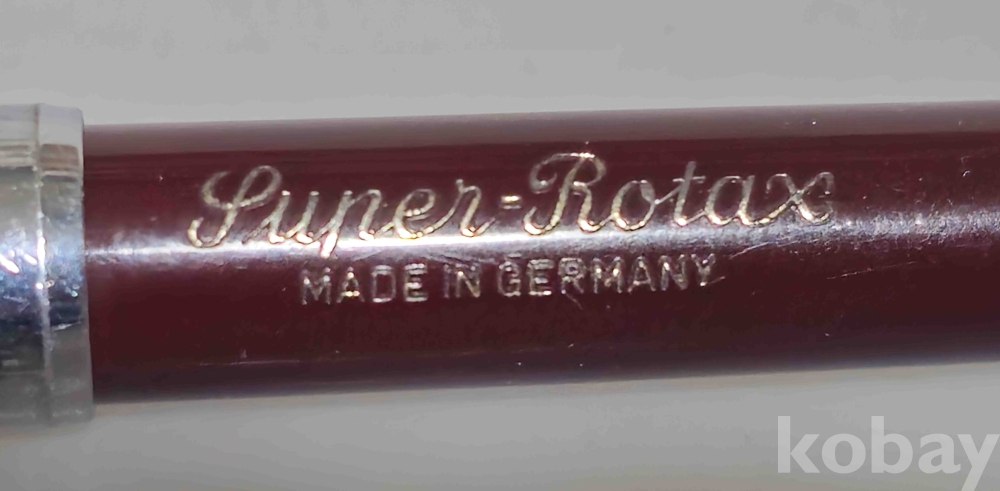 Super-Rotax
MADE IN GERMANY
kobay